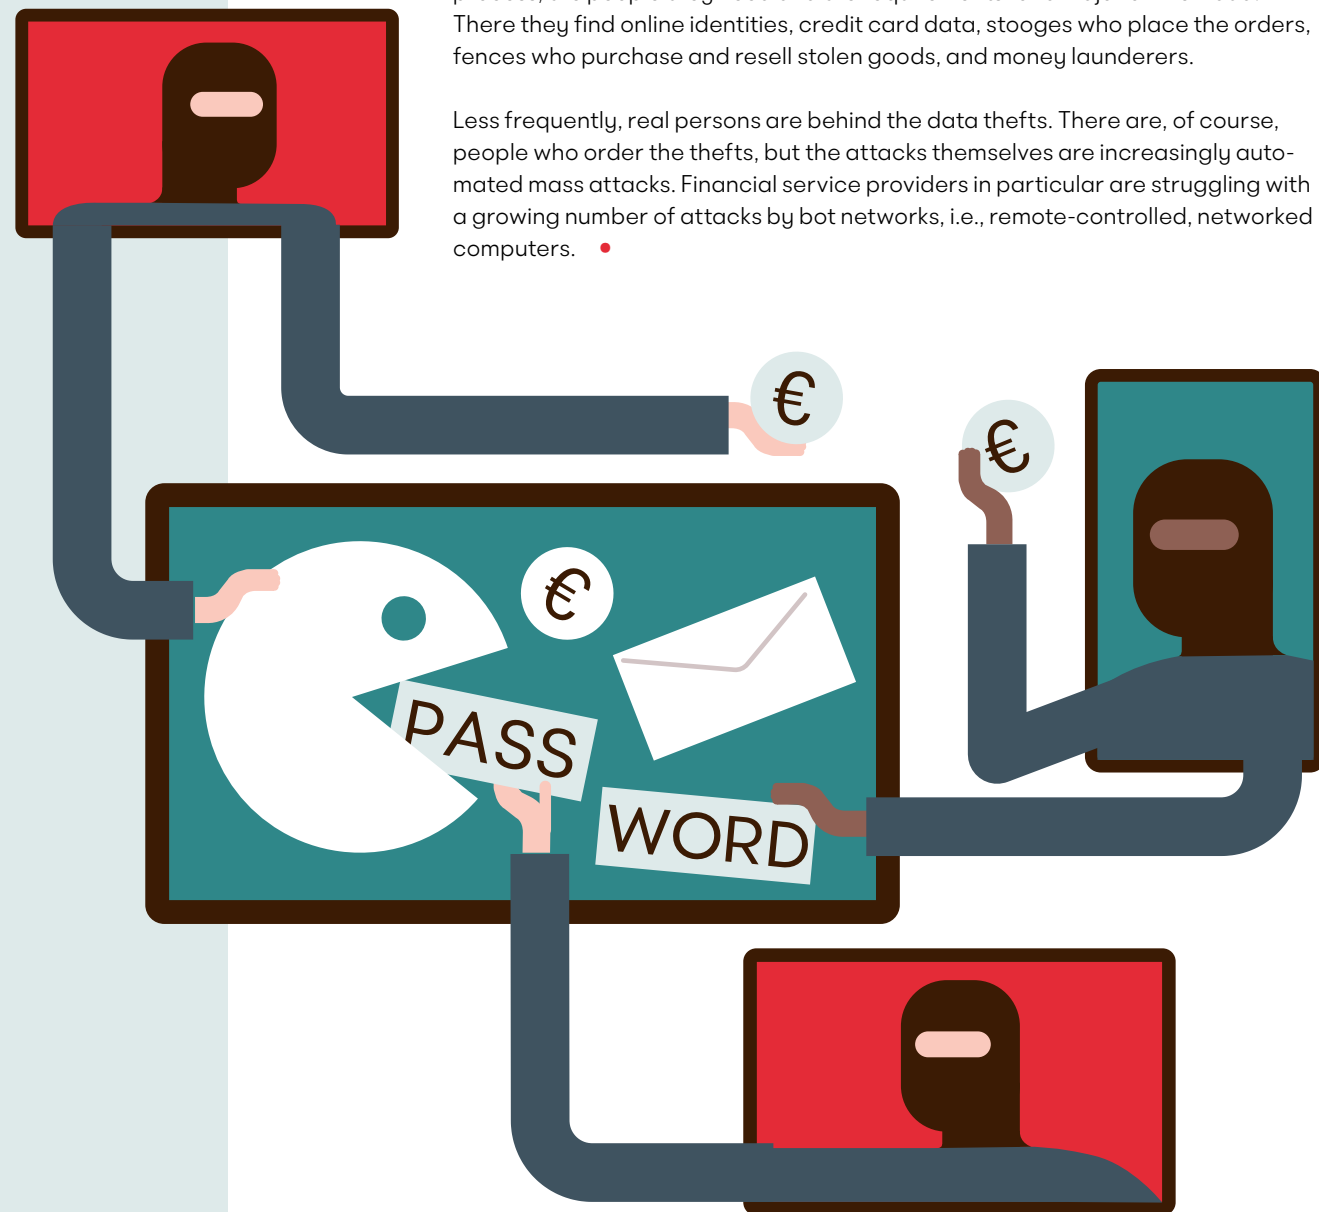 There they find online identities, credit card data, stooges who place the orders,
fences who purchase and resell stolen goods, and money launderers.
Less frequently, real persons are behind the data thefts. There are, of course,
people who order the thefts, but the attacks themselves are increasingly auto-
mated mass attacks. Financial service providers in particular are struggling with
a growing number of attacks by bot networks, i.e., remote-controlled, networked
computers.
€
€
€
PASS
WORD